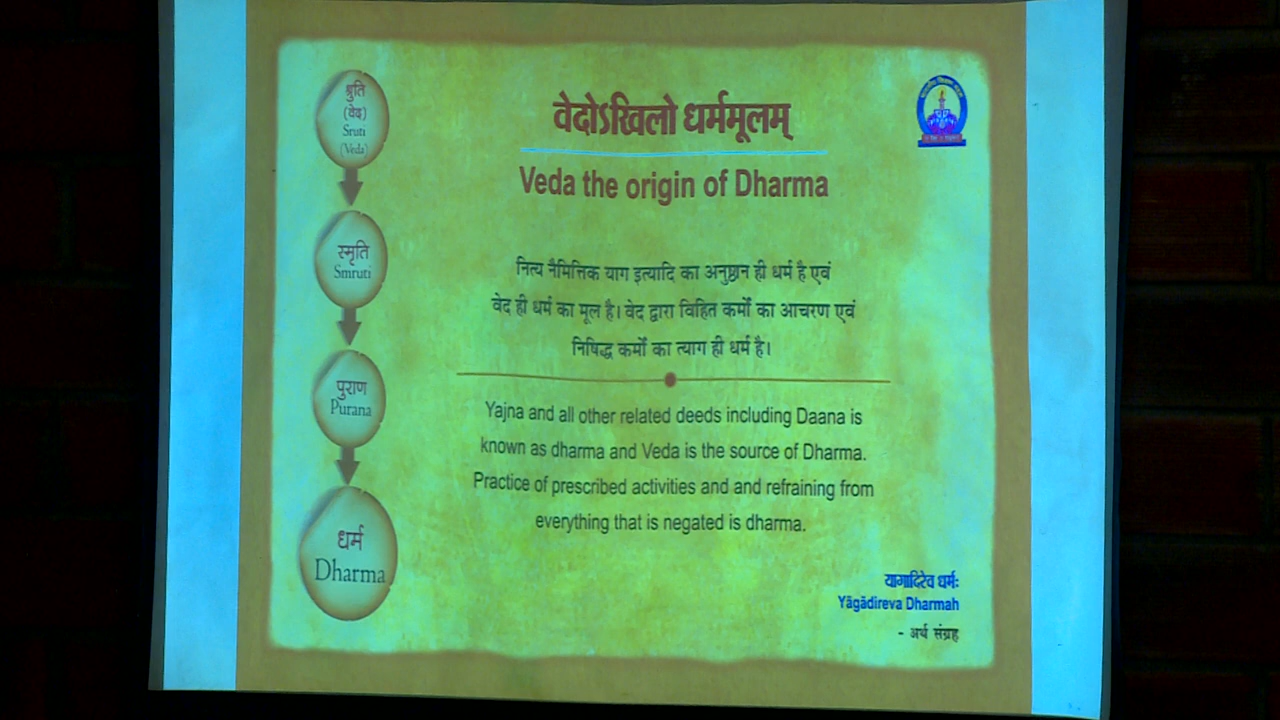 श्रुति
(वेद)
Sruti
(Veda)
स्मृति
Smruti
पुराण
Purana
धर्म
Dharma
वेदोऽखिलो धर्ममूलम्
Veda the origin of Dharma
नित्य नैमित्तिक याग इत्यादि का अनुष्ठान ही धर्म है एवं
वेद ही धर्म का मूल है। वेद द्वारा विहित कर्मों का आचरण एवं
निषिद्ध कर्मों का त्याग ही धर्म है।
Yajna and all other related deeds including Daana is
known as dharma and Veda is the source of Dharma.
Practice of prescribed activities and and refraining from
everything that is negated is dharma.
यागादिरेव धर्मः
Yāgādireva Dharmah
- अर्थ संग्रह